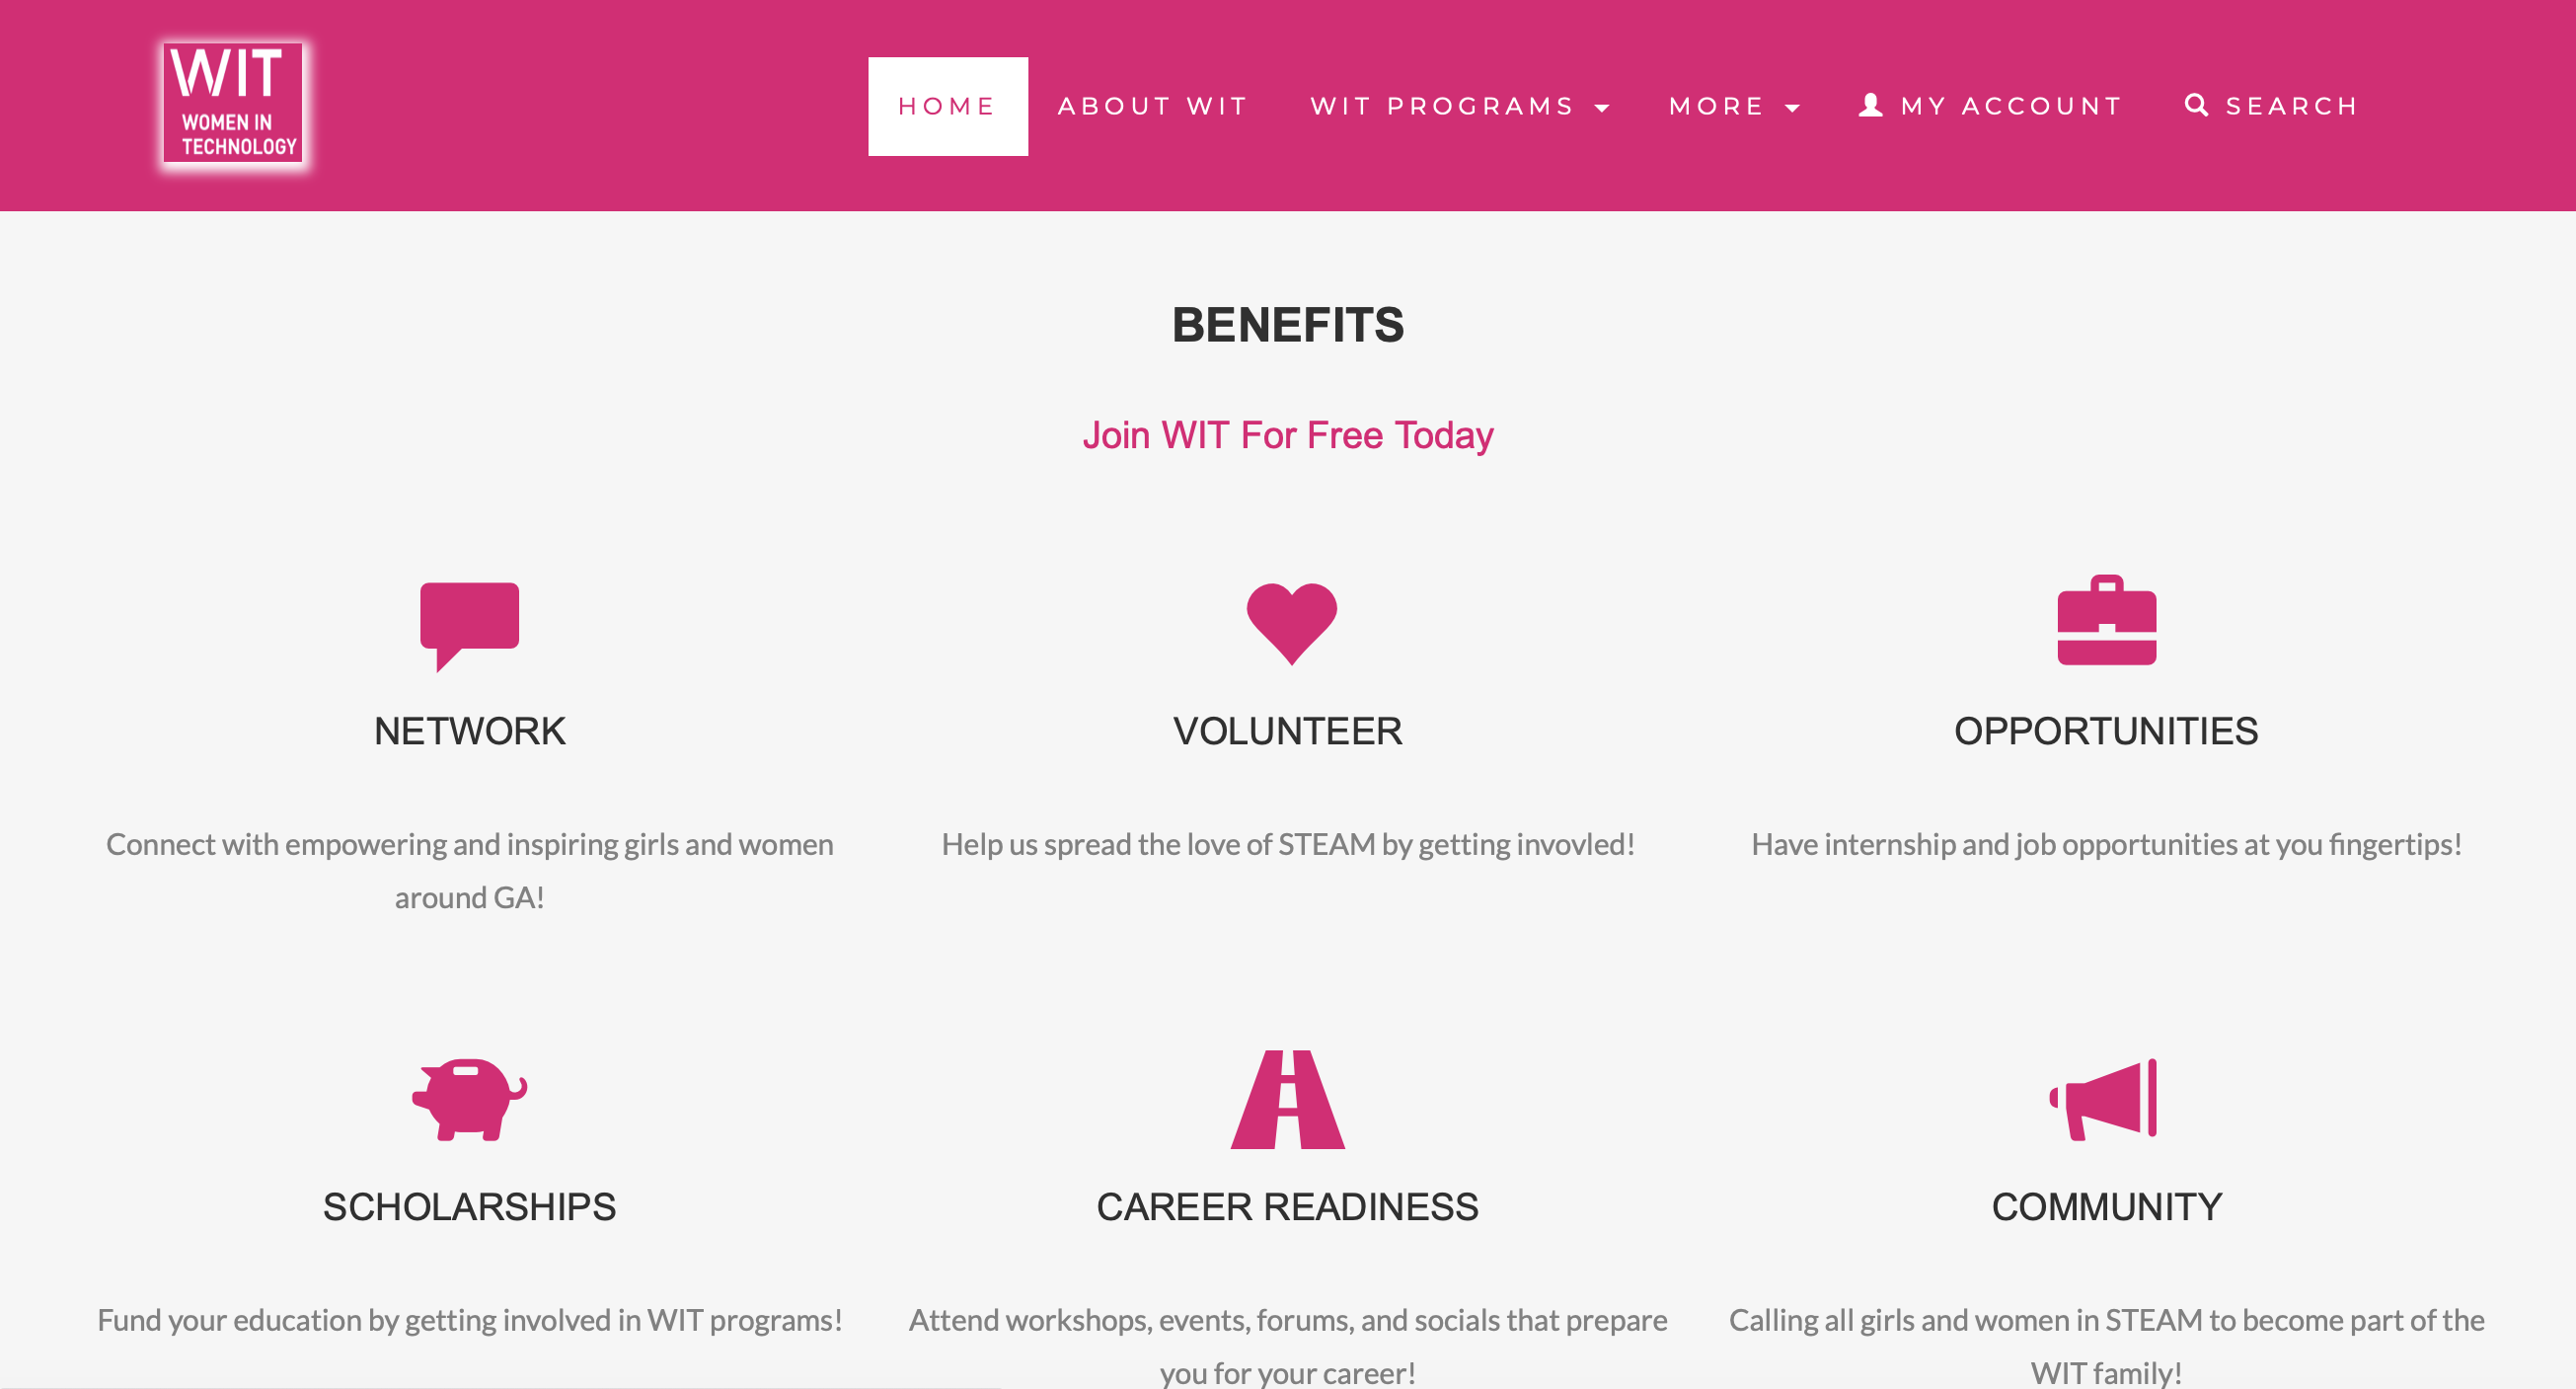 WIT
WOMEN IN
TECHNOLOGY
HOME
ABOUT WIT
WIT PROGRAMS
MORE
MY ACCOUNT
SEARCH
BENEFITS
Join WIT For Free Today
NETWORK
Connect with empowering and inspiring girls and women
around GA!
VOLUNTEER
Help us spread the love of STEAM by getting invovled!
OPPORTUNITIES
Have internship and job opportunities at you fingertips!
SCHOLARSHIPS
Fund your education by getting involved in WIT programs!
CAREER READINESS
Attend workshops, events, forums, and socials that prepare
you for your career!
COMMUNITY
Calling all girls and women in STEAM to become part of the
WIT family!